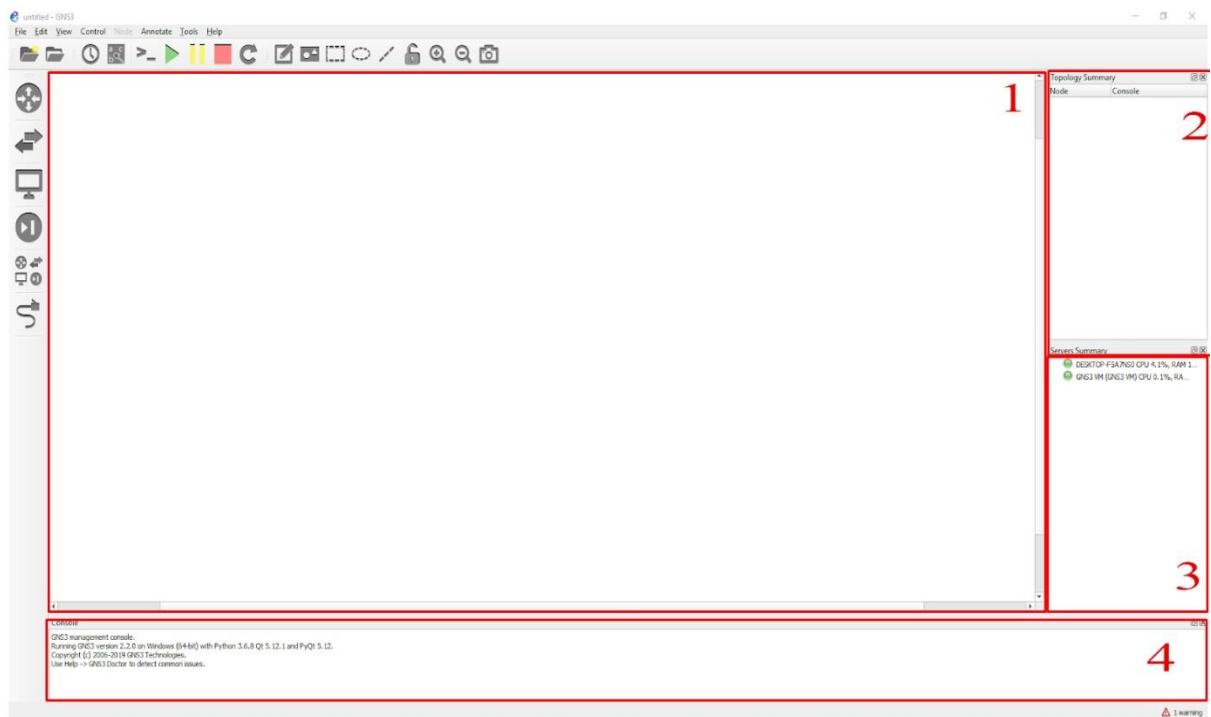 untitled - GNS3
File Edit View Control Node Annotate Tools Help
1
Topology Summary
Node Console
2
Servers Summary
DESKTOP-F5A7NS0 CPU 4.1%, RAM 1...
GNS3 VM (GNS3 VM) CPU 0.1%, RA...
3
Console
GNS3 management console.
Running GNS3 version 2.2.0 on Windows (64-bit) with Python 3.6.8 Qt 5.12.1 and PyQt 5.12.
Copyright (c) 2006-2019 GNS3 Technologies.
Use Help -> GNS3 Doctor to detect common issues.
4
1 warning